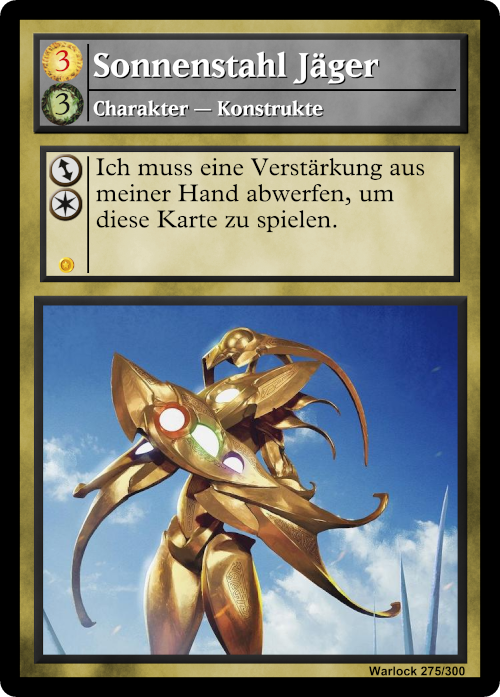 3
Sonnenstahl Jäger
3
Charakter — Konstrukte
Ich muss eine Verstärkung aus
meiner Hand abwerfen, um
diese Karte zu spielen.
Warlock 275/300